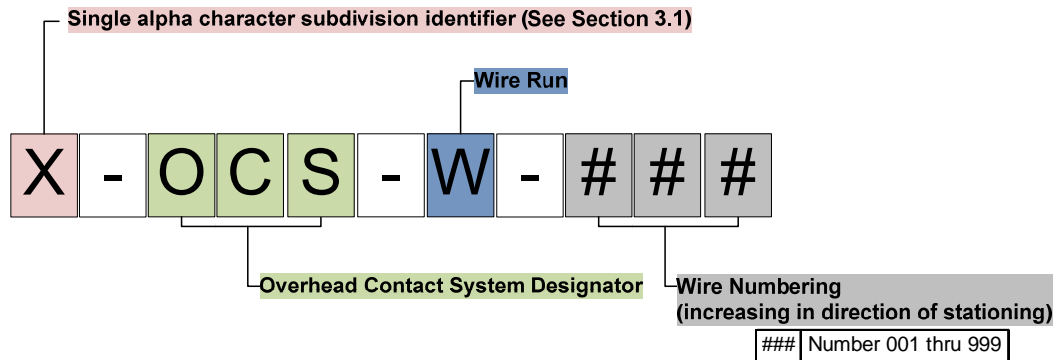 Single alpha character subdivision identifier (See Section 3.1)
Wire Run
X - O C S - W - # # #
Overhead Contact System Designator
Wire Numbering
(increasing in direction of stationing)
### Number 001 thru 999